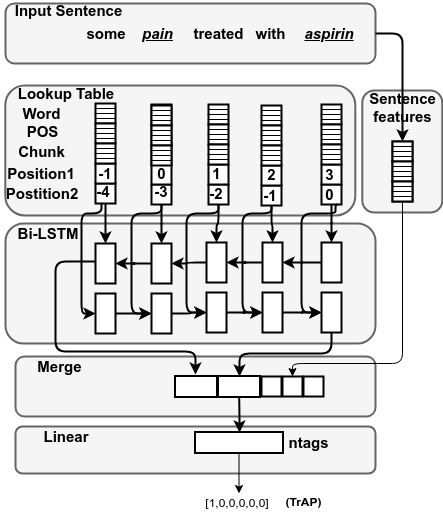 Input Sentence
some pain treated with aspirin
Lookup Table
Sentence
features
Word
POS
Chunk
Position1 -1 0 1 2 3
Postition2 -4 -3 -2 -1 0
Bi-LSTM
Merge
Linear
ntags
[1,0,0,0,0,0] (TrAP)